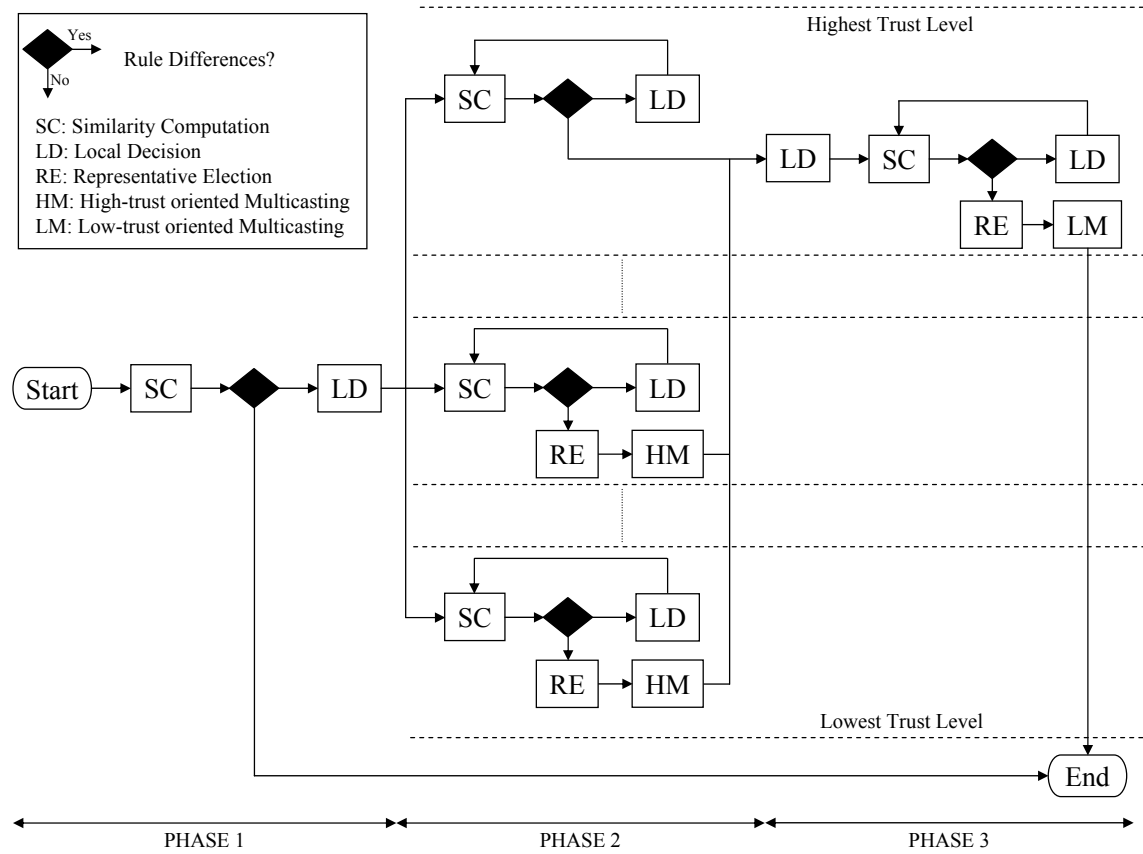 Highest Trust Level
Yes
Rule Differences?
No
SC: Similarity Computation
LD: Local Decision
RE: Representative Election
HM: High-trust oriented Multicasting
LM: Low-trust oriented Multicasting
SC
LD
LD
SC
LD
RE
LM
Start
SC
LD
SC
LD
RE
HM
SC
LD
RE
HM
Lowest Trust Level
End
PHASE 1
PHASE 2
PHASE 3